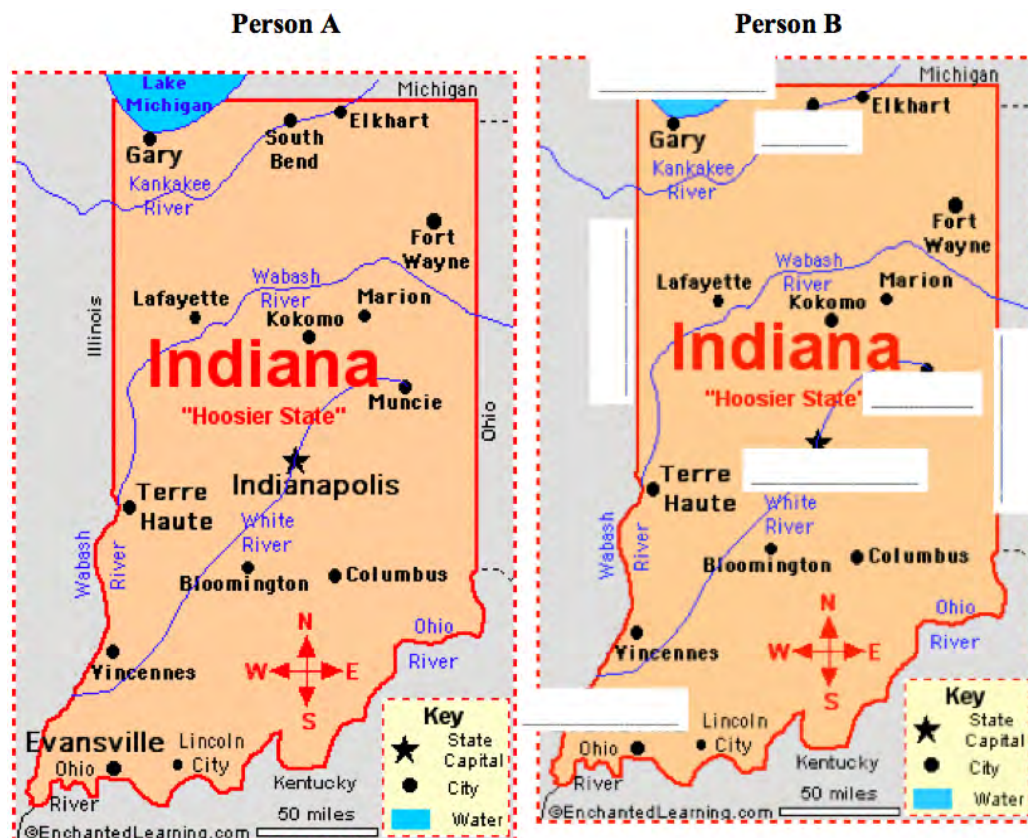 Person A
Lake
Michigan
Michigan
Elkhart
South
Bend
Gary
Kankakee
River
Fort
Wayne
Wabash
River
Lafayette
Marion
Kokomo
Illinois
Indiana
"Hoosier State"
Muncie
Ohio
Indianapolis
Terre
Haute
White
River
Wabash
River
Bloomington
Columbus
N
W E
S
Ohio
River
Vincennes
Key
State
Capital
City
Water
Evansville
Lincoln
City
Ohio
River
Kentucky
50 miles
©EnchantedLearning.com
Person B
Michigan
Elkhart
Gary
Kankakee
River
Fort
Wayne
Wabash
River
Lafayette
Marion
Kokomo
Indiana
"Hoosier State"
Terre
Haute
White
River
Wabash
River
Bloomington
Columbus
N
W E
S
Ohio
River
Vincennes
Key
State
Capital
City
Water
Lincoln
City
Ohio
River
Kentucky
50 miles
©EnchantedLearning.com